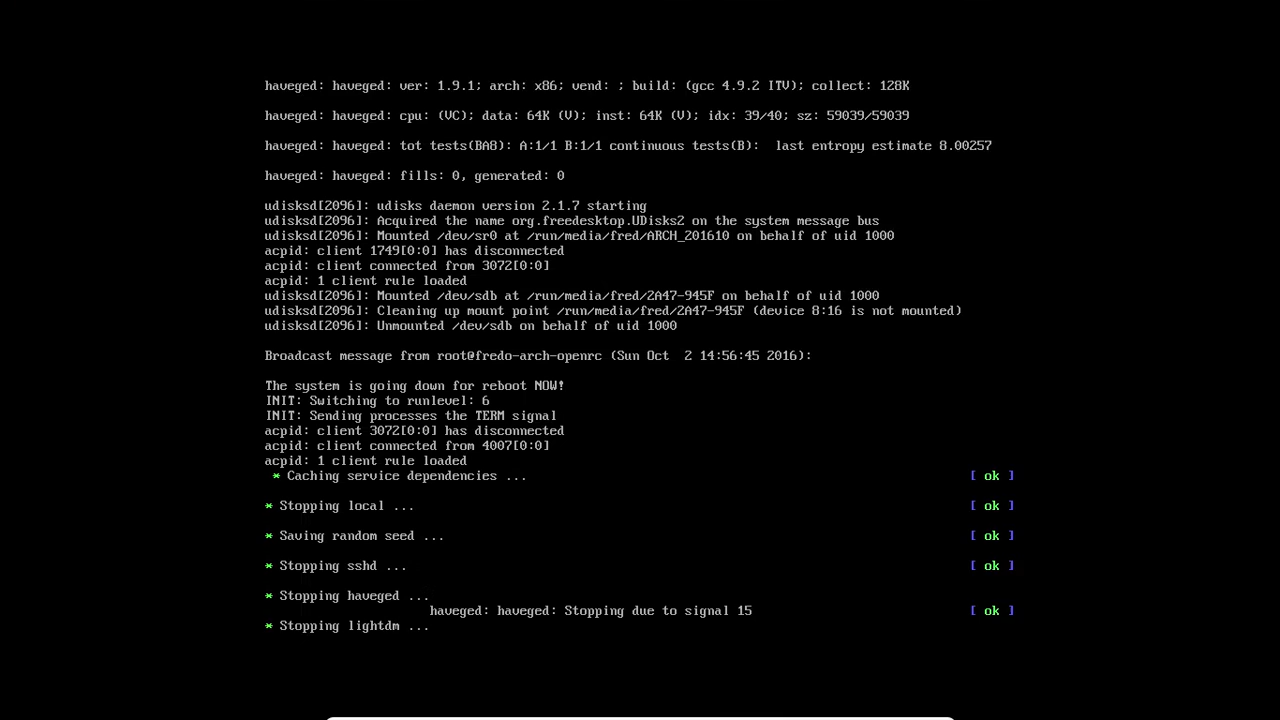 haveged: haveged: ver: 1.9.1; arch: x86; vend: ; build: (gcc 4.9.2 ITV); collect: 128K
haveged: haveged: cpu: (VC); data: 64K (V); inst: 64K (V); idx: 39/40; sz: 59039/59039
haveged: haveged: tot tests(BA8): A:1/1 B:1/1 continuous tests(B):  last entropy estimate 8.00257
haveged: haveged: fills: 0, generated: 0
udisksd[2096]: udisks daemon version 2.1.7 starting
udisksd[2096]: Acquired the name org.freedesktop.UDisks2 on the system message bus
udisksd[2096]: Mounted /dev/sr0 at /run/media/fred/ARCH_201610 on behalf of uid 1000
acpid: client 1749[0:0] has disconnected
acpid: client connected from 3072[0:0]
acpid: 1 client rule loaded
udisksd[2096]: Mounted /dev/sdb at /run/media/fred/2A47-945F on behalf of uid 1000
udisksd[2096]: Cleaning up mount point /run/media/fred/2A47-945F (device 8:16 is not mounted)
udisksd[2096]: Unmounted /dev/sdb on behalf of uid 1000
Broadcast message from root@fredo-arch-openrc (Sun Oct  2 14:56:45 2016):
The system is going down for reboot NOW!
INIT: Switching to runlevel: 6
INIT: Sending processes the TERM signal
acpid: client 3072[0:0] has disconnected
acpid: client connected from 4007[0:0]
acpid: 1 client rule loaded
* Caching service dependencies ... [ ok ]
* Stopping local ... [ ok ]
* Saving random seed ... [ ok ]
* Stopping sshd ... [ ok ]
* Stopping haveged ...
haveged: haveged: Stopping due to signal 15 [ ok ]
* Stopping lightdm ...